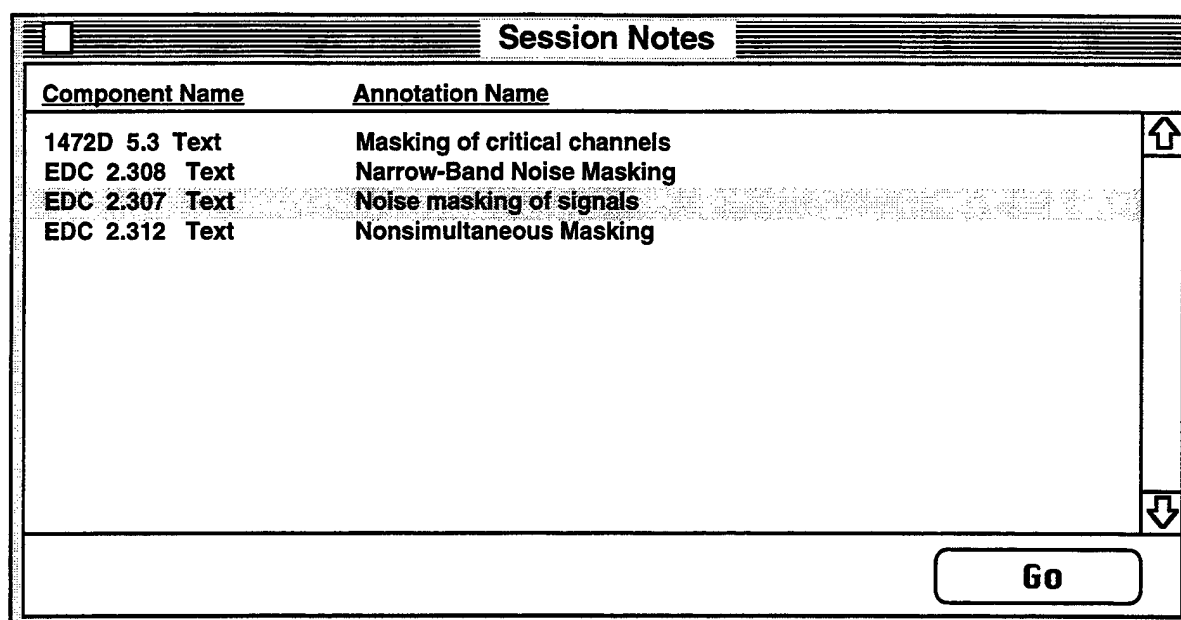 Session Notes
Component Name Annotation Name
1472D 5.3 Text Masking of critical channels
EDC 2.308 Text Narrow-Band Noise Masking
EDC 2.307 Text Noise masking of signals
EDC 2.312 Text Nonsimultaneous Masking
Go